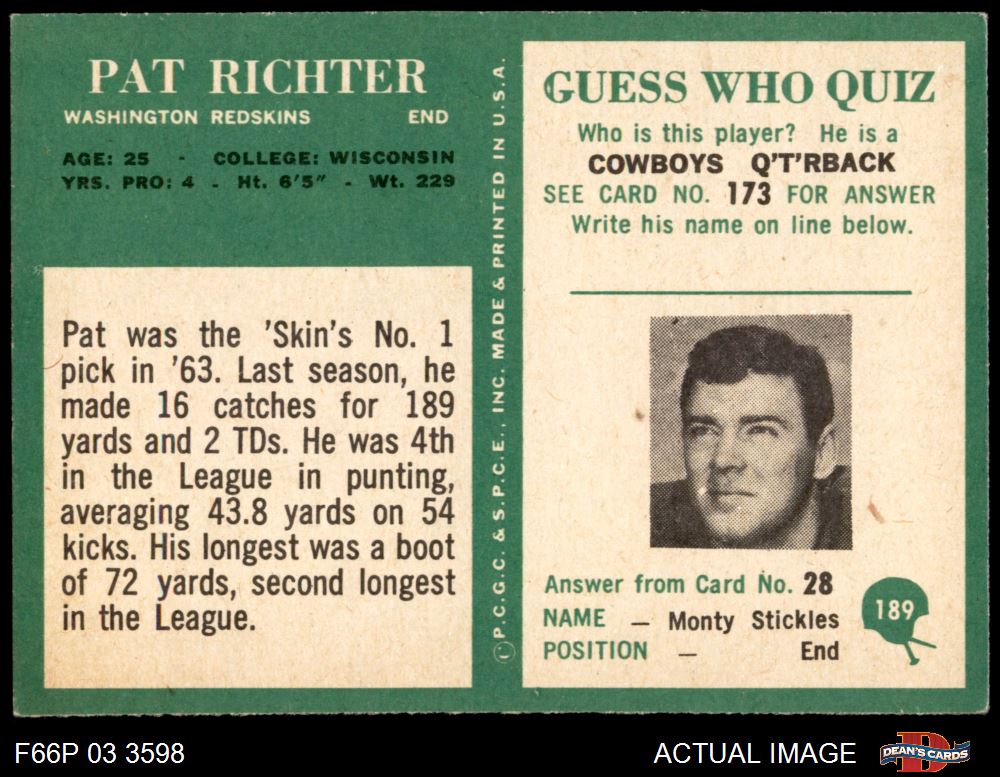 PAT RICHTER
WASHINGTON REDSKINS END
AGE: 25 - COLLEGE: WISCONSIN
YRS. PRO: 4 - Ht. 6'5" - Wt. 229
Pat was the 'Skin's No. 1
pick in '63. Last season, he
made 16 catches for 189
yards and 2 TDs. He was 4th
in the League in punting,
averaging 43.8 yards on 54
kicks. His longest was a boot
of 72 yards, second longest
in the League.
© P.C.G.C. & S.P.C.E., INC. MADE & PRINTED IN U.S.A.
GUESS WHO QUIZ
Who is this player? He is a
COWBOYS Q'T'RBACK
SEE CARD NO. 173 FOR ANSWER
Write his name on line below.
Answer from Card No. 28
NAME — Monty Stickles
POSITION — End
189
F66P 03 3598
ACTUAL IMAGE
D
DEAN'S CARDS